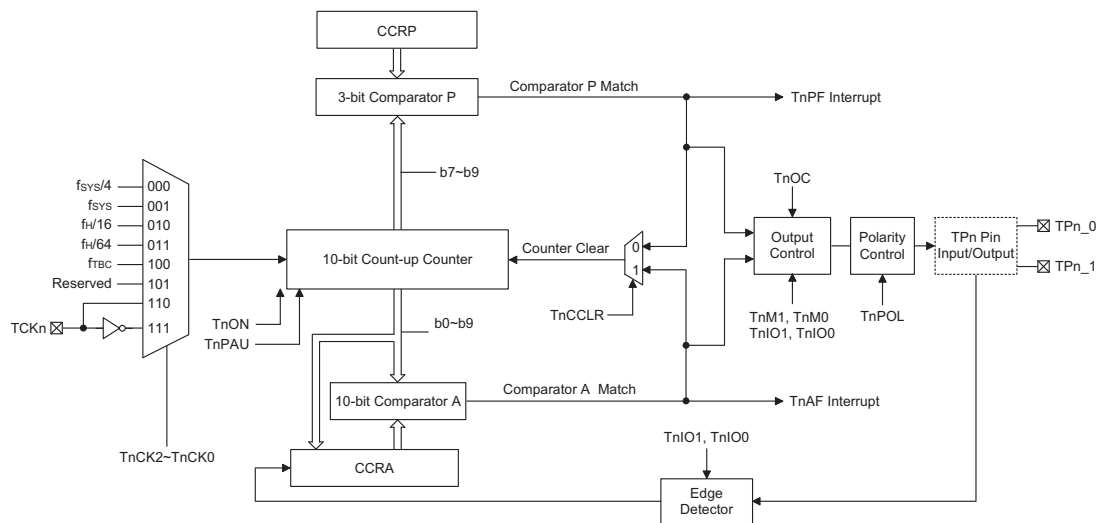 CCRP
3-bit Comparator P
Comparator P Match
TnPF Interrupt
b7~b9
fSYS/4
000
fSYS
001
fH/16
010
fH/64
011
fTBC
100
Reserved
101
110
TCKn
111
TnCK2~TnCK0
10-bit Count-up Counter
Counter Clear
0
1
TnCCLR
TnON
TnPAU
b0~b9
TnOC
Output
Control
TnM1, TnM0
TnIO1, TnIO0
Polarity
Control
TnPOL
TPn Pin
Input/Output
TPn_0
TPn_1
10-bit Comparator A
Comparator A Match
TnAF Interrupt
CCRA
TnIO1, TnIO0
Edge
Detector